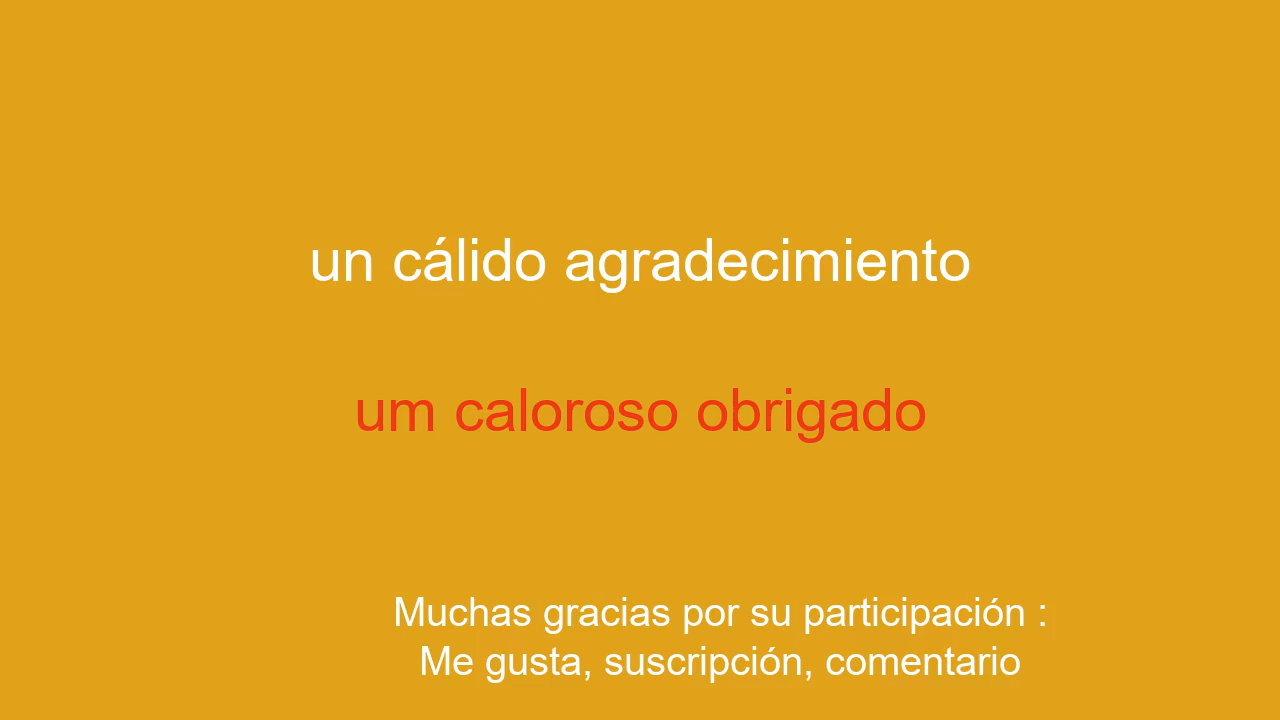 un cálido agradecimiento
um caloroso obrigado
Muchas gracias por su participación :
Me gusta, suscripción, comentario